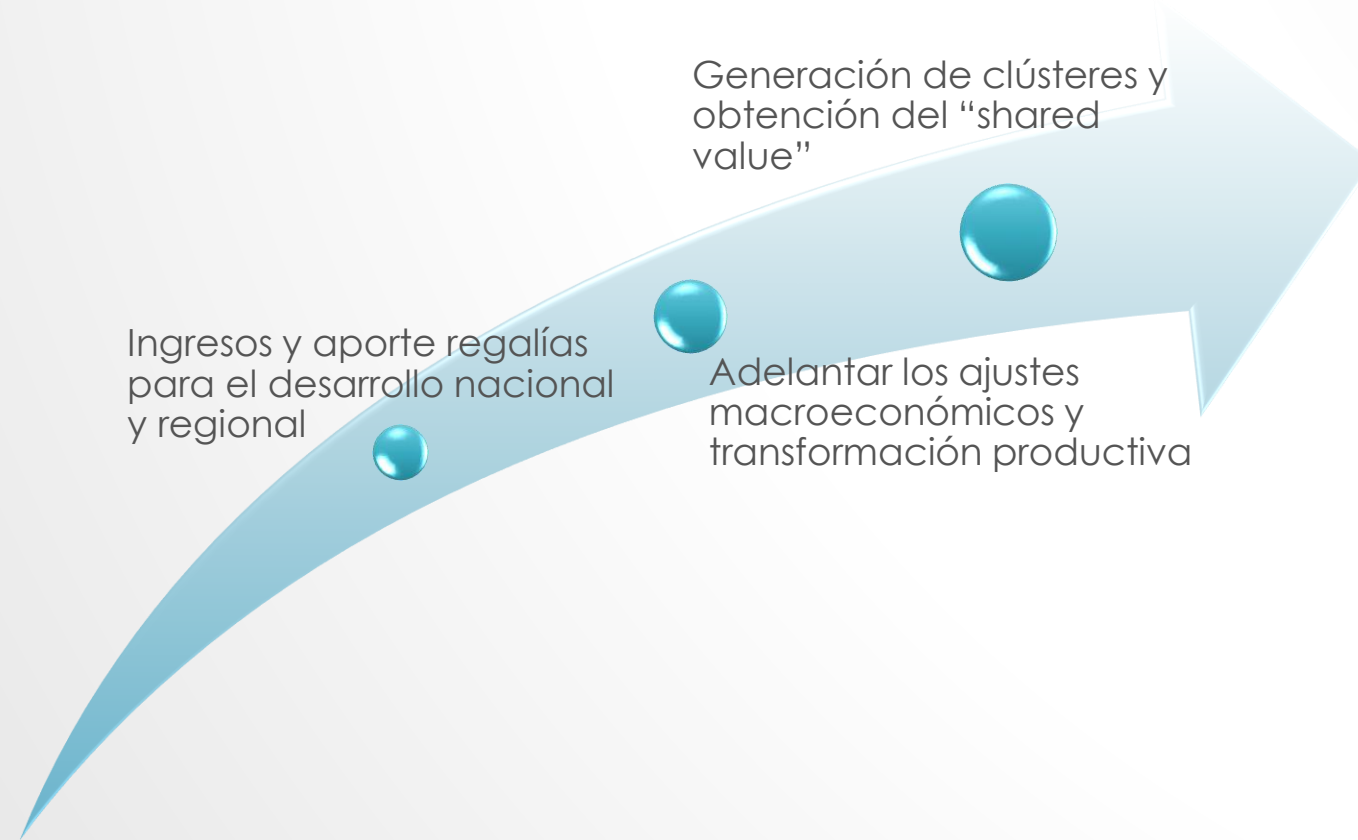 Generación de clústeres y
obtención del “shared
value”
Ingresos y aporte regalías
para el desarrollo nacional
y regional
Adelantar los ajustes
macroeconómicos y
transformación productiva